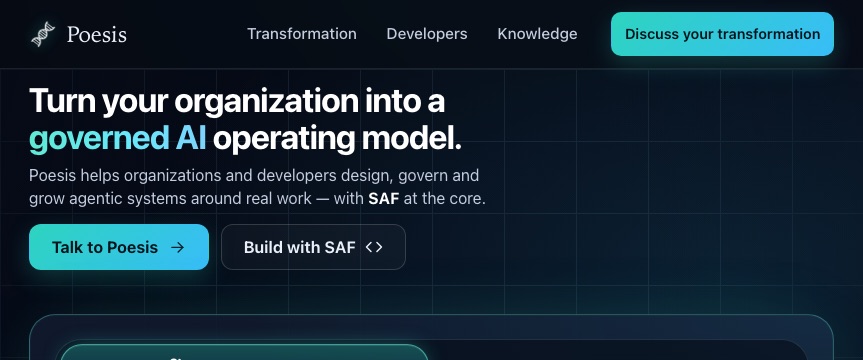 Poesis
Transformation
Developers
Knowledge
Discuss your transformation
Turn your organization into a
governed AI operating model.
Poesis helps organizations and developers design, govern and
grow agentic systems around real work — with SAF at the core.
Talk to Poesis →
Build with SAF <>